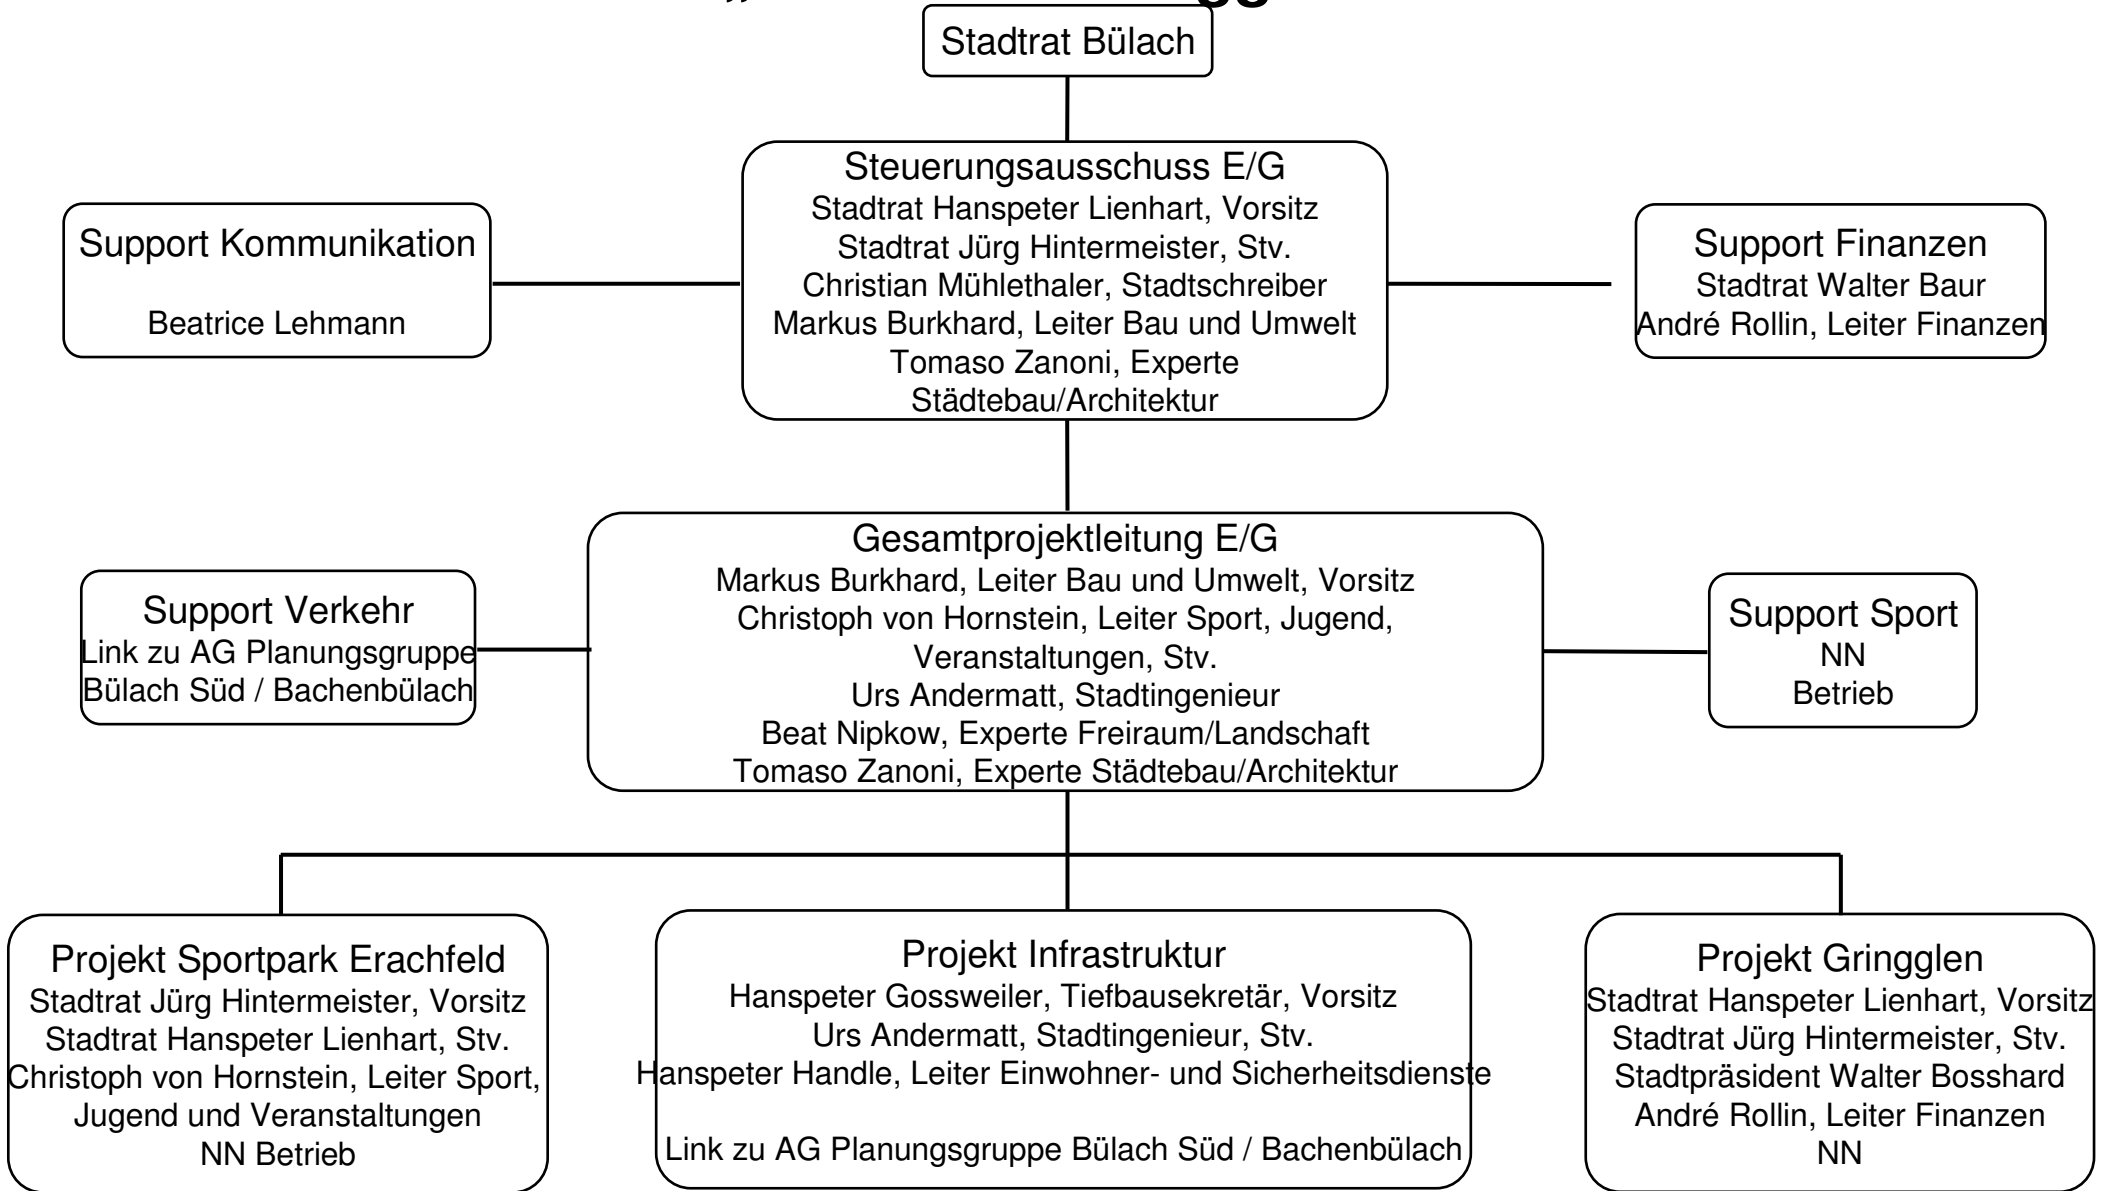 Stadtrat Bülach
Steuerungsausschuss E/G
Stadtrat Hanspeter Lienhart, Vorsitz
Stadtrat Jürg Hintermeister, Stv.
Christian Mühlethaler, Stadtschreiber
Markus Burkhard, Leiter Bau und Umwelt
Tomaso Zanoni, Experte
Städtebau/Architektur
Support Kommunikation
Beatrice Lehmann
Support Finanzen
Stadtrat Walter Baur
André Rollin, Leiter Finanzen
Gesamtprojektleitung E/G
Markus Burkhard, Leiter Bau und Umwelt, Vorsitz
Christoph von Hornstein, Leiter Sport, Jugend,
Veranstaltungen, Stv.
Urs Andermatt, Stadtingenieur
Beat Nipkow, Experte Freiraum/Landschaft
Tomaso Zanoni, Experte Städtebau/Architektur
Support Verkehr
Link zu AG Planungsgruppe
Bülach Süd / Bachenbülach
Support Sport
NN
Betrieb
Projekt Sportpark Erachfeld
Stadtrat Jürg Hintermeister, Vorsitz
Stadtrat Hanspeter Lienhart, Stv.
Christoph von Hornstein, Leiter Sport,
Jugend und Veranstaltungen
NN Betrieb
Projekt Infrastruktur
Hanspeter Gossweiler, Tiefbausekretär, Vorsitz
Urs Andermatt, Stadtingenieur, Stv.
Hanspeter Handle, Leiter Einwohner- und Sicherheitsdienste
Link zu AG Planungsgruppe Bülach Süd / Bachenbülach
Projekt Gringglen
Stadtrat Hanspeter Lienhart, Vorsitz
Stadtrat Jürg Hintermeister, Stv.
Stadtpräsident Walter Bosshard
André Rollin, Leiter Finanzen
NN